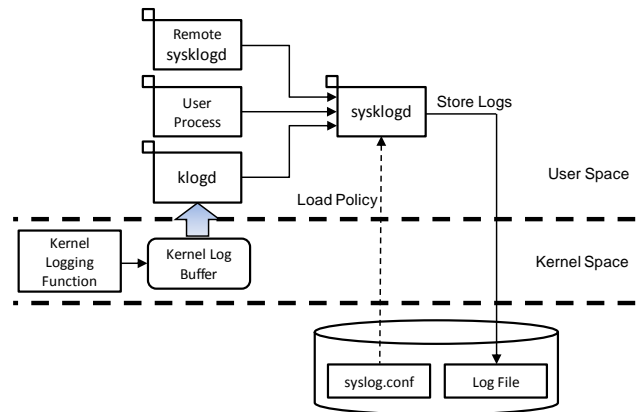 Remote
sysklogd
User
Process
sysklogd
Store Logs
klogd
User Space
Load Policy
Kernel
Logging
Function
Kernel Log
Buffer
Kernel Space
syslog.conf
Log File